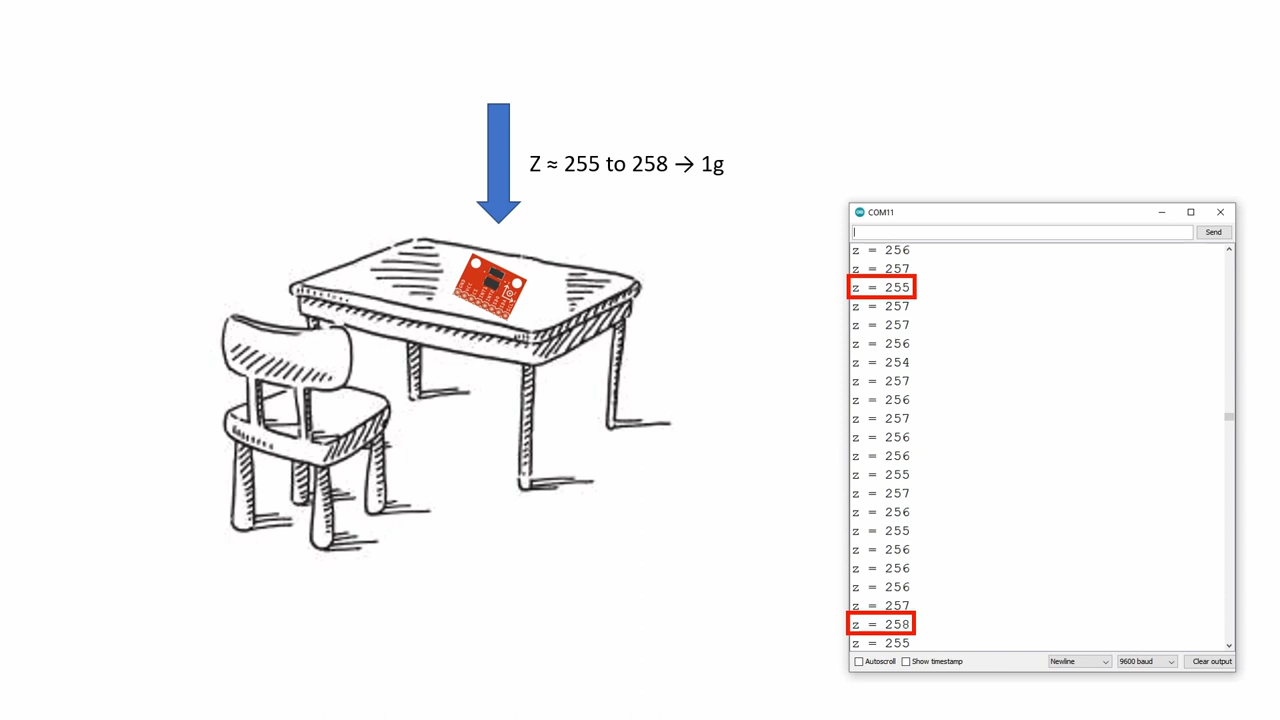 Z ≈ 255 to 258 → 1g
COM11
Send
z = 256
z = 257
z = 255
z = 257
z = 257
z = 256
z = 254
z = 257
z = 256
z = 257
z = 256
z = 256
z = 255
z = 257
z = 256
z = 255
z = 256
z = 256
z = 256
z = 257
z = 258
z = 255
Autoscroll Show timestamp Newline 9600 baud Clear output